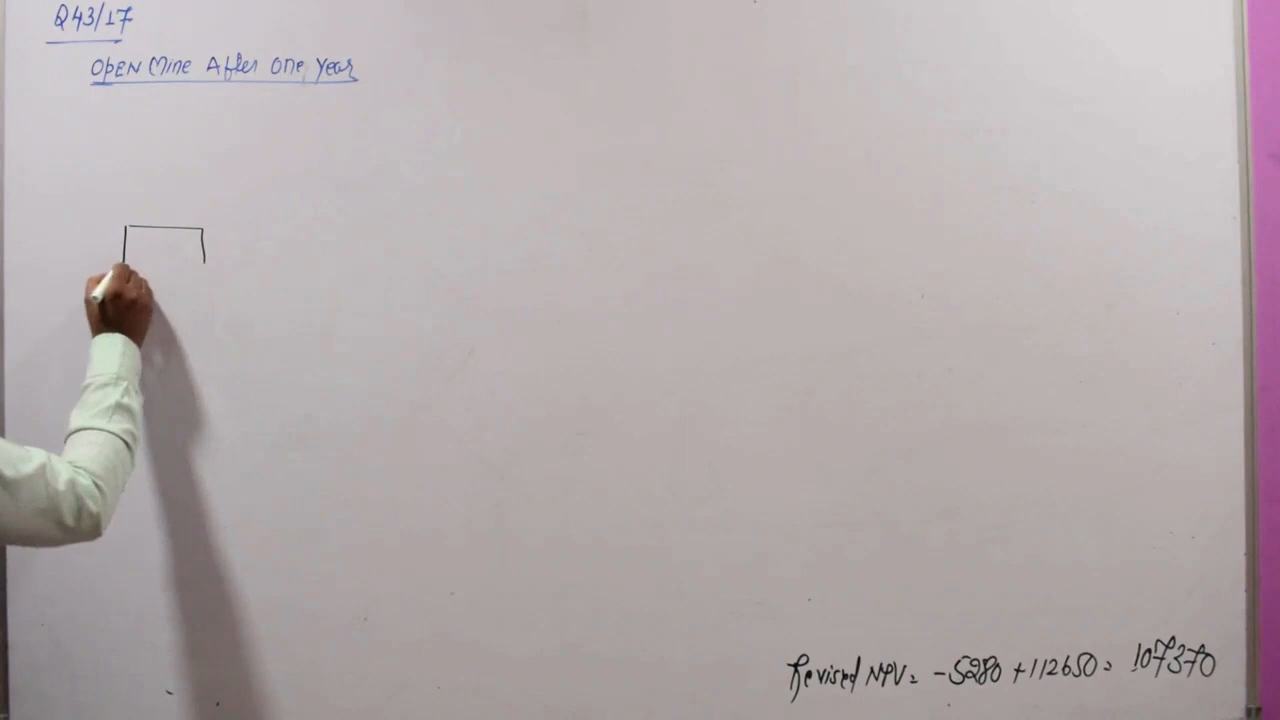 Q43/17
OPEN Mine After One Year
Revised NPV = -5280 + 112650 = 107370